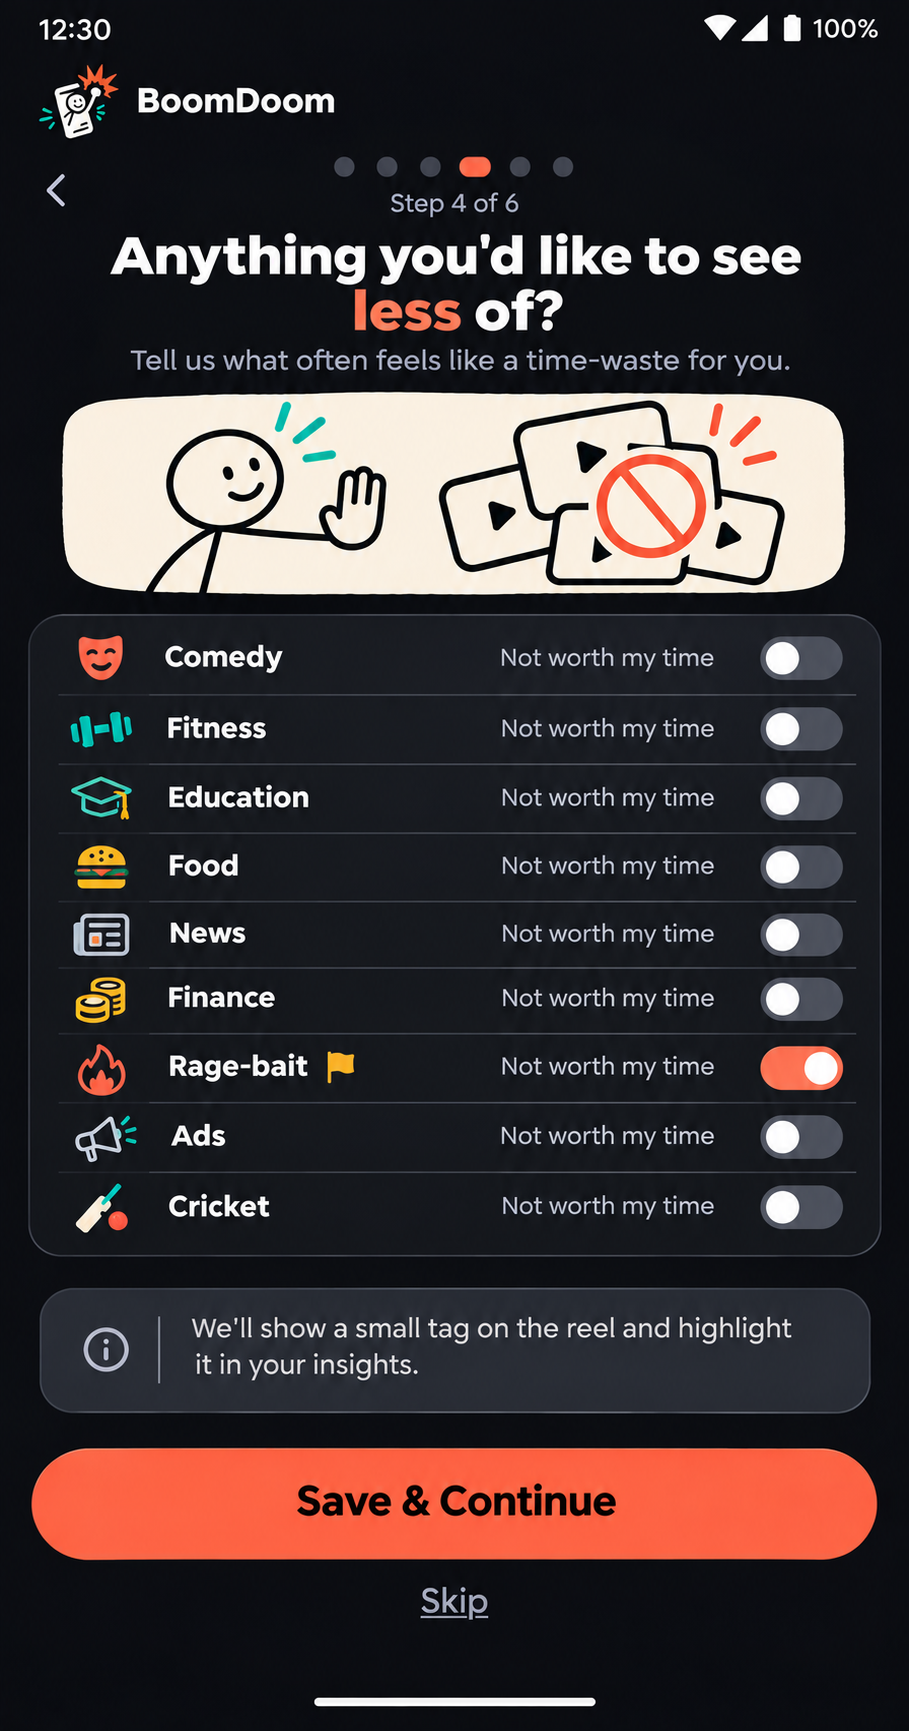 12:30
100%
BoomDoom
Step 4 of 6
Anything you'd like to see
less of?
Tell us what often feels like a time-waste for you.
Comedy Not worth my time
Fitness Not worth my time
Education Not worth my time
Food Not worth my time
News Not worth my time
Finance Not worth my time
Rage-bait Not worth my time
Ads Not worth my time
Cricket Not worth my time
We'll show a small tag on the reel and highlight
it in your insights.
Save & Continue
Skip